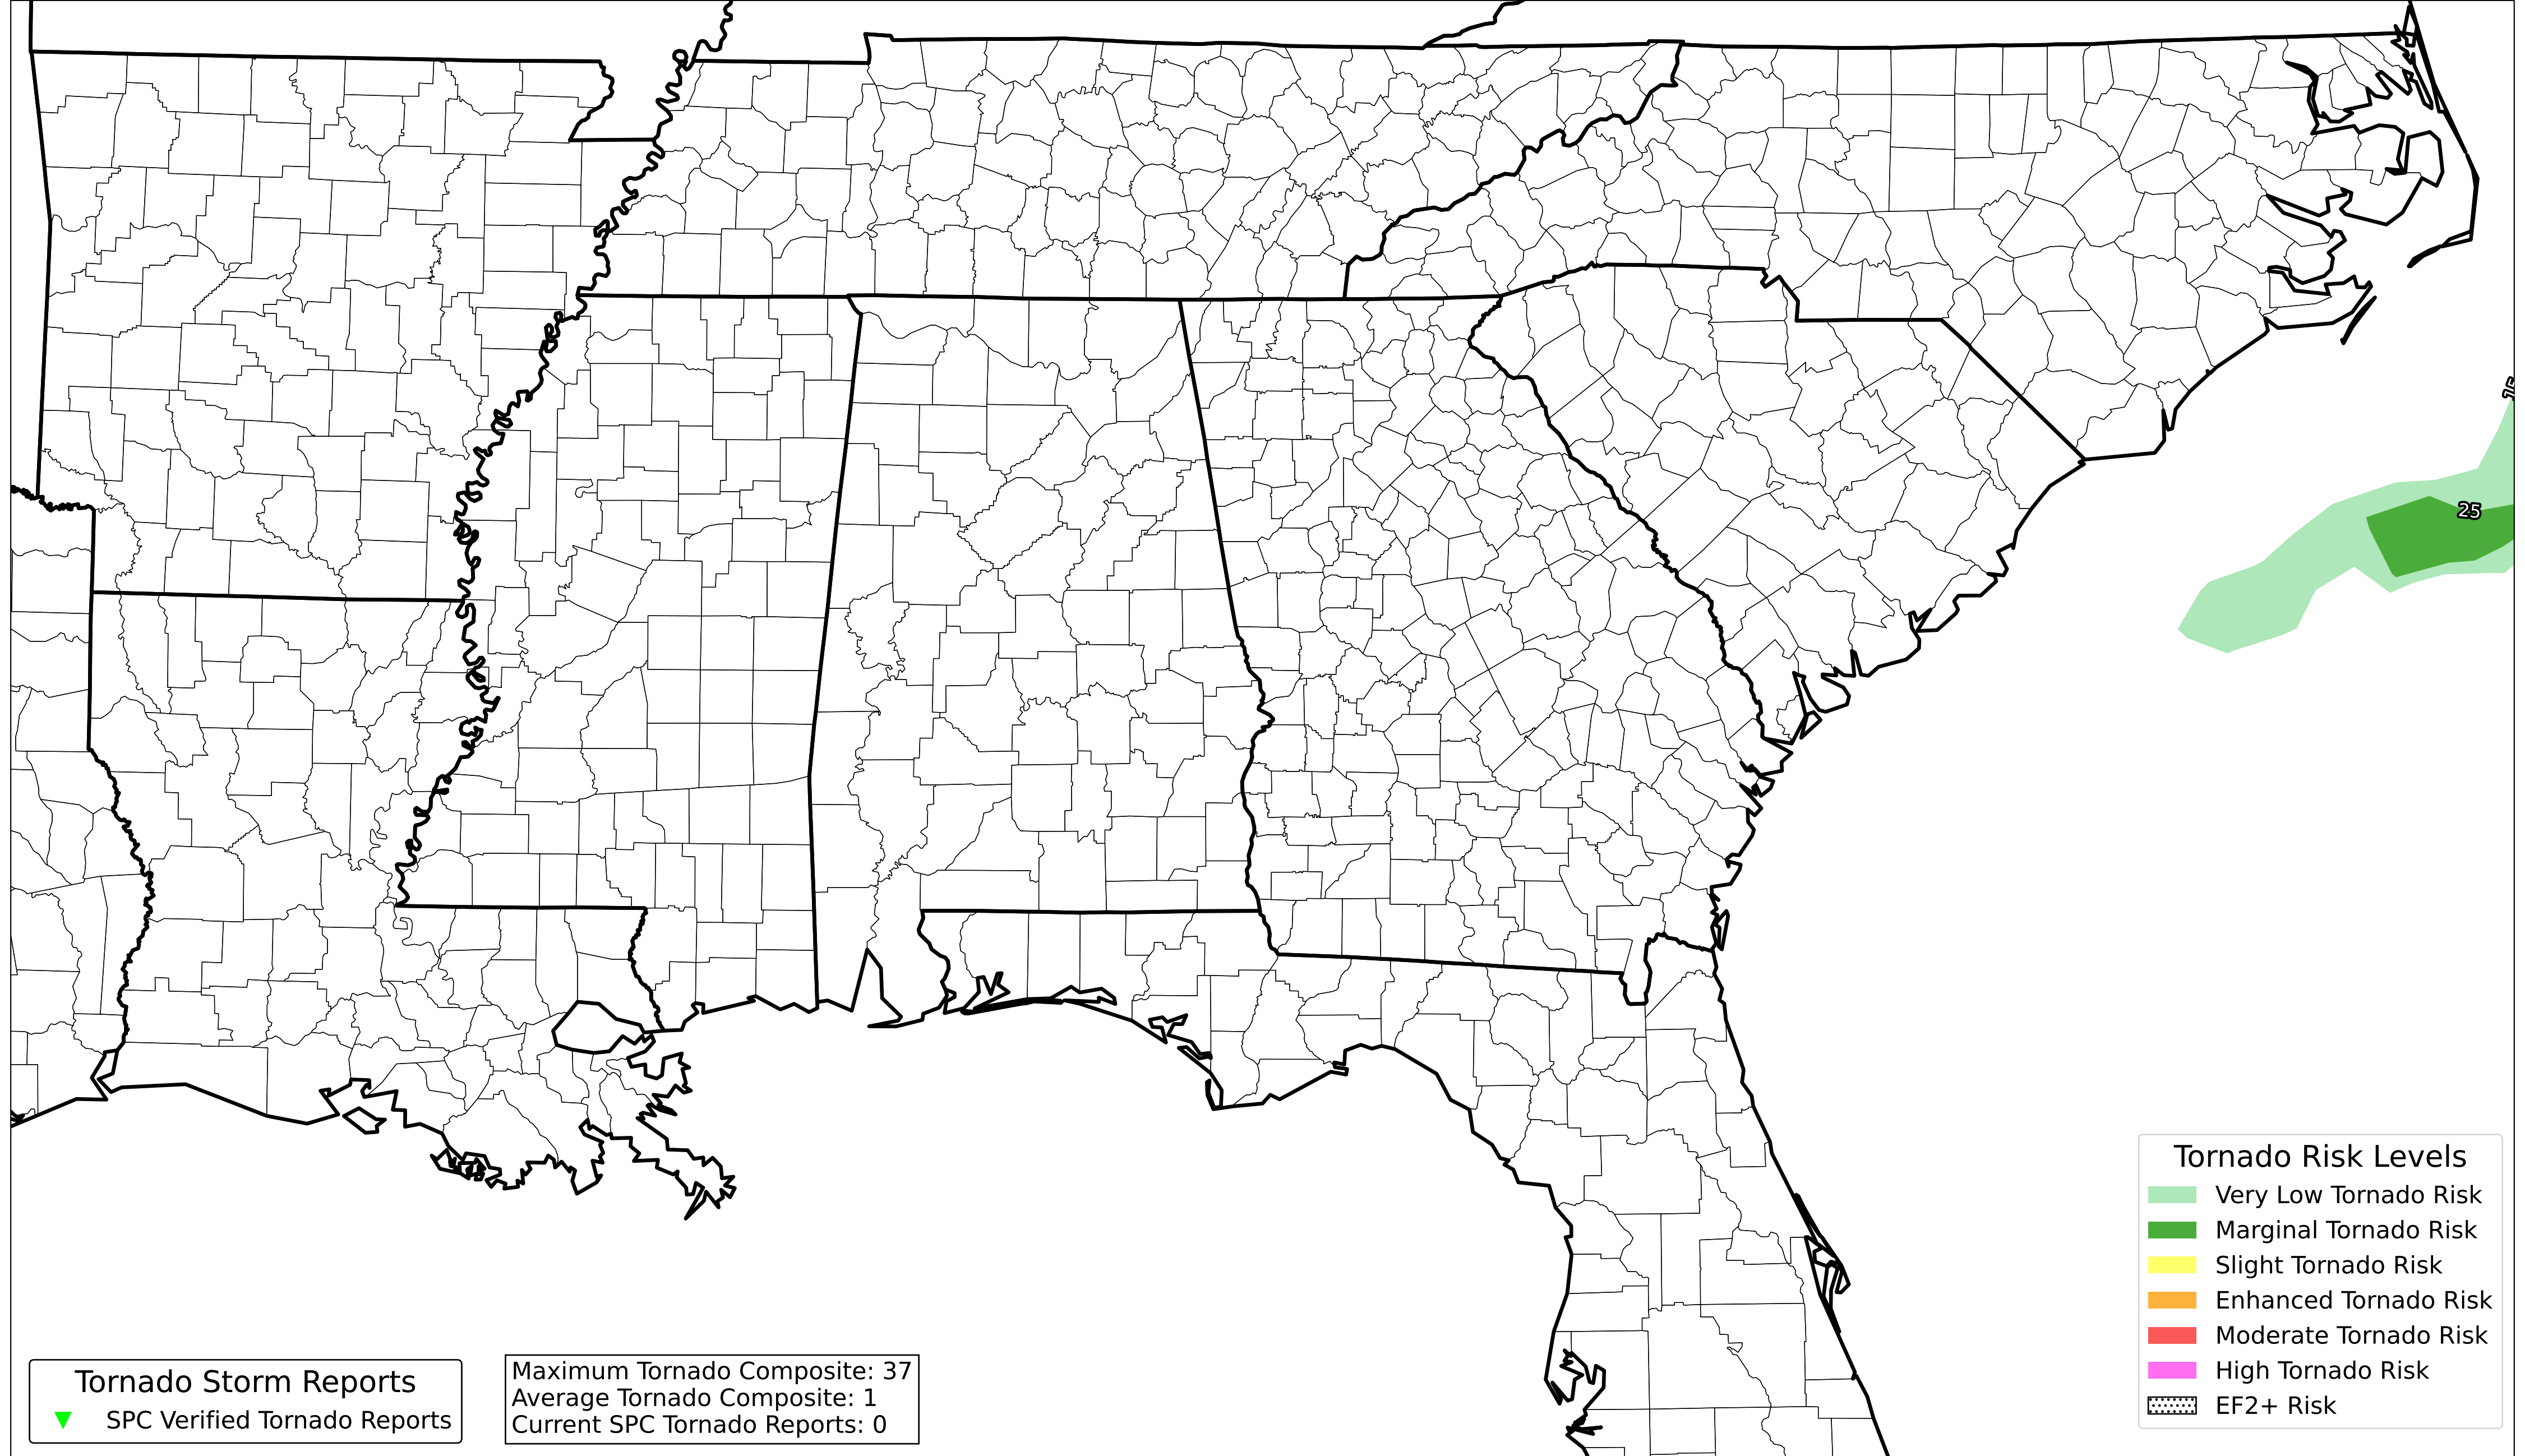 25
Tornado Risk Levels
Very Low Tornado Risk
Marginal Tornado Risk
Slight Tornado Risk
Enhanced Tornado Risk
Moderate Tornado Risk
High Tornado Risk
EF2+ Risk
Tornado Storm Reports
SPC Verified Tornado Reports
Maximum Tornado Composite: 37
Average Tornado Composite: 1
Current SPC Tornado Reports: 0